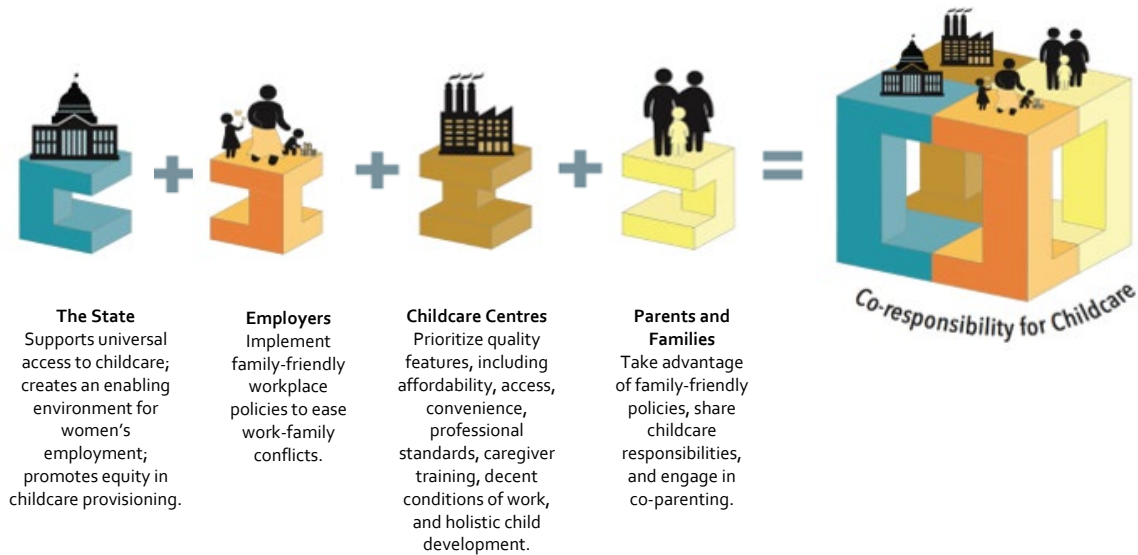 The State
Supports universal
access to childcare;
creates an enabling
environment for
women's
employment;
promotes equity in
childcare provisioning.
Employers
Implement
family-friendly
workplace
policies to ease
work-family
conflicts.
Childcare Centres
Prioritize quality
features, including
affordability, access,
convenience,
professional
standards, caregiver
training, decent
conditions of work,
and holistic child
development.
Parents and
Families
Take advantage
of family-friendly
policies, share
childcare
responsibilities,
and engage in
co-parenting.
Co-responsibility for Childcare